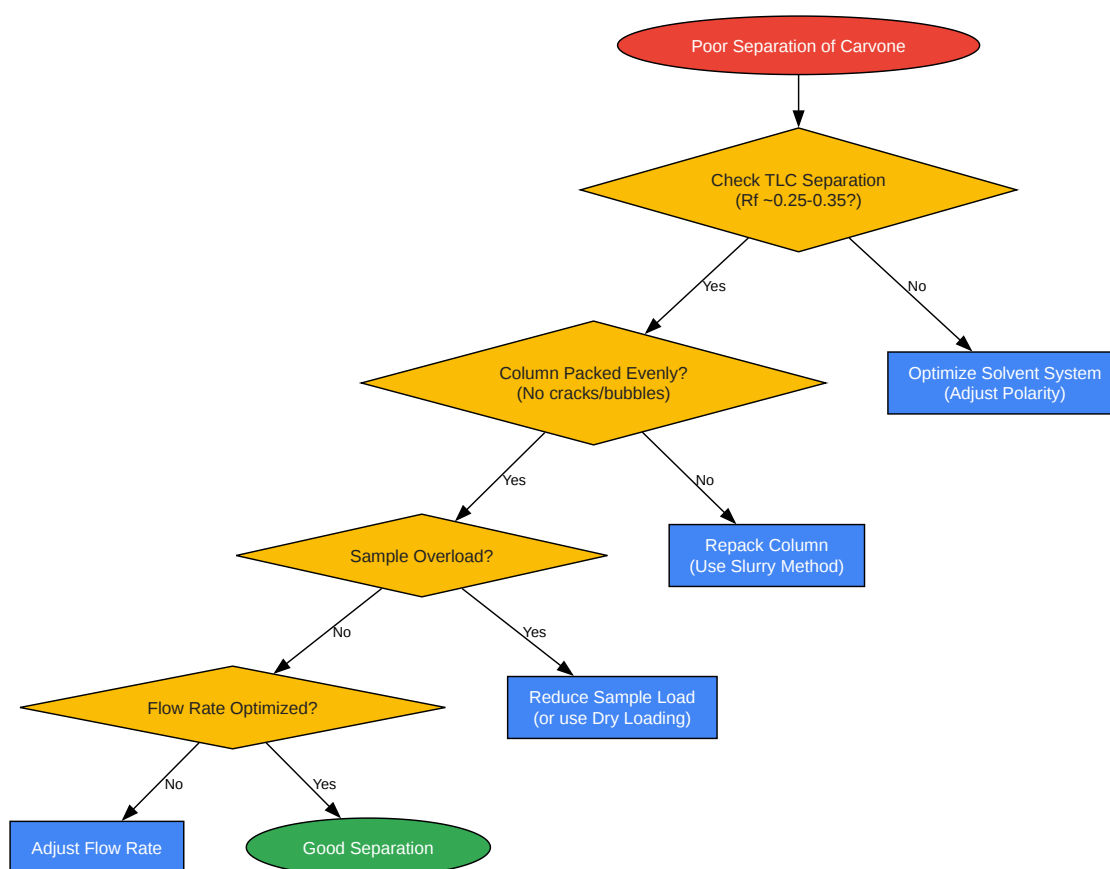 Poor Separation of Carvone
Check TLC Separation
(Rf ~0.25-0.35?)
Yes
No
Column Packed Evenly?
(No cracks/bubbles)
Optimize Solvent System
(Adjust Polarity)
Yes
No
Sample Overload?
Repack Column
(Use Slurry Method)
No
Yes
Flow Rate Optimized?
Reduce Sample Load
(or use Dry Loading)
No
Yes
Adjust Flow Rate
Good Separation